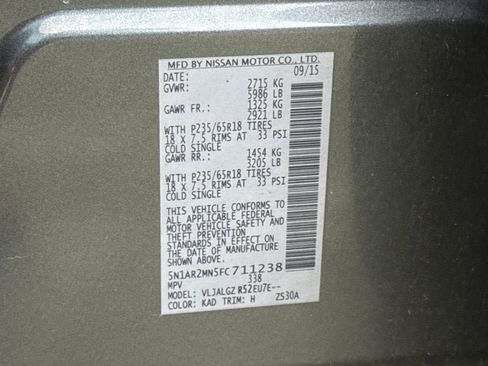 MFD BY NISSAN MOTOR CO., LTD.
DATE: 09/15
GVWR: 2715 KG
5986 LB
GAWR FR.: 1325 KG
2921 LB
WITH P235/65R18 TIRES
18 X 7.5 RIMS AT 33 PSI
COLD SINGLE
GAWR RR.: 1454 KG
3205 LB
WITH P235/65R18 TIRES
18 X 7.5 RIMS AT 33 PSI
COLD SINGLE
THIS VEHICLE CONFORMS TO
ALL APPLICABLE FEDERAL
MOTOR VEHICLE SAFETY AND
THEFT PREVENTION
STANDARDS IN EFFECT ON
THE DATE OF MANUFACTURE
SHOWN ABOVE.
5N1AR2MN5FC711238
MPV 338
MODEL: VLJALGZ R52EU7E--
COLOR: KAD TRIM: H ZS30A